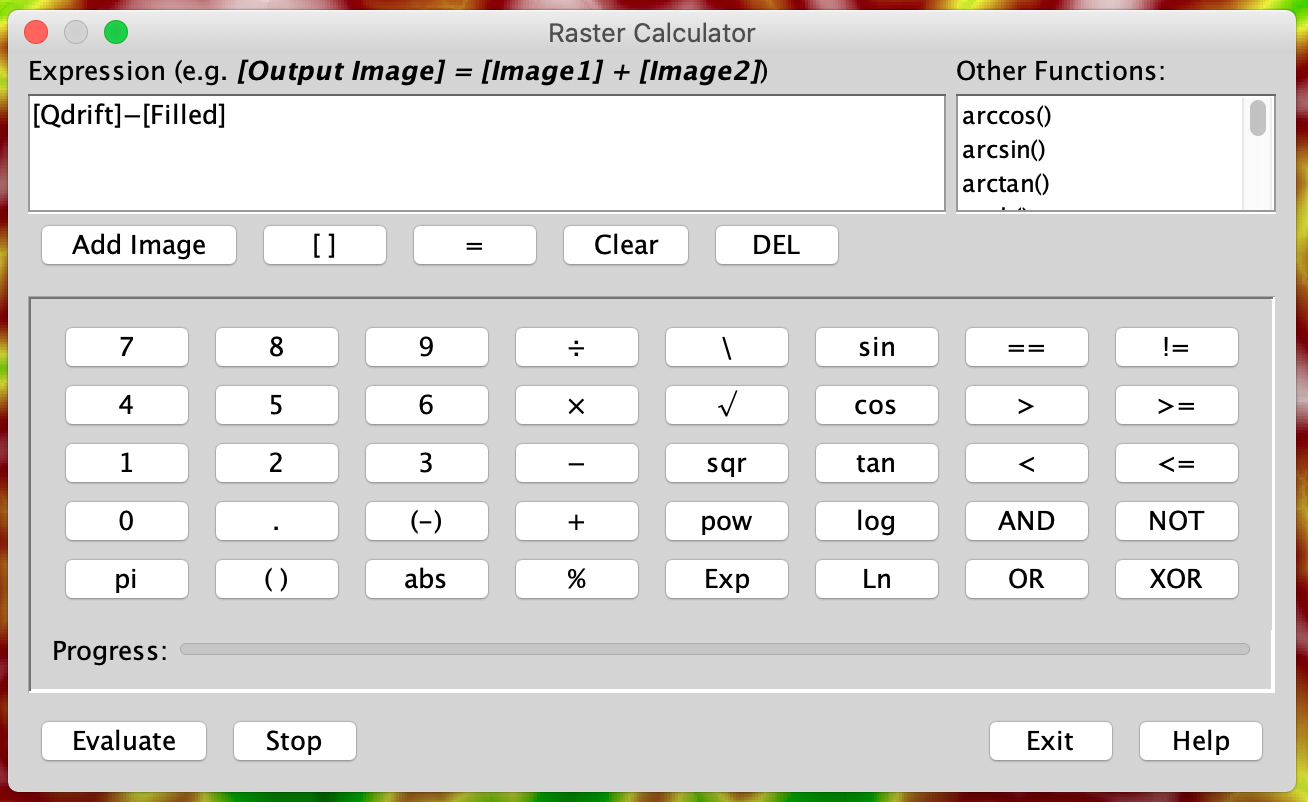 Raster Calculator
Expression (e.g. [Output Image] = [Image1] + [Image2])
Other Functions:
[Qdrift]−[Filled]
arccos()
arcsin()
arctan()
Add Image
[ ]
=
Clear
DEL
7 8 9 ÷ \ sin == !=
4 5 6 × √ cos > >=
1 2 3 − sqr tan < <=
0 . (−) + pow log AND NOT
pi ( ) abs % Exp Ln OR XOR
Progress:
Evaluate
Stop
Exit
Help